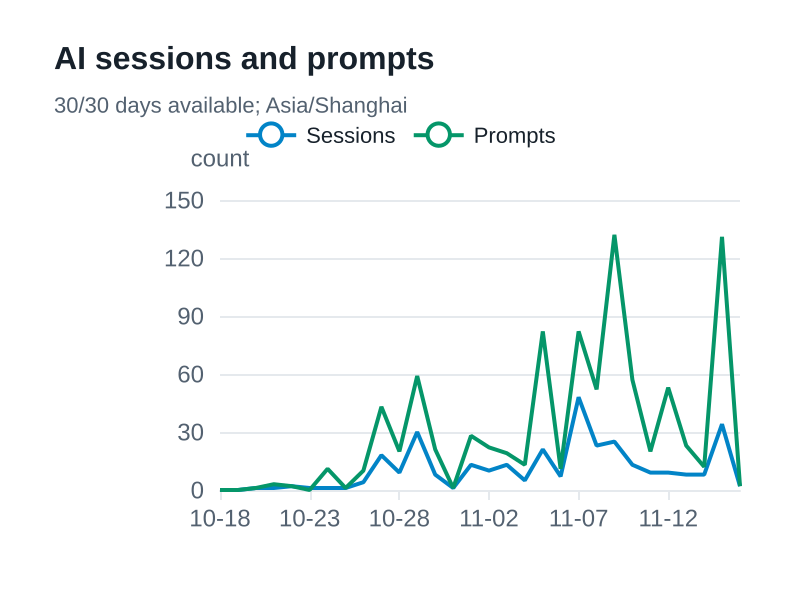 AI sessions and prompts
30/30 days available; Asia/Shanghai
Sessions Prompts
count
150
120
90
60
30
0
10-18 10-23 10-28 11-02 11-07 11-12